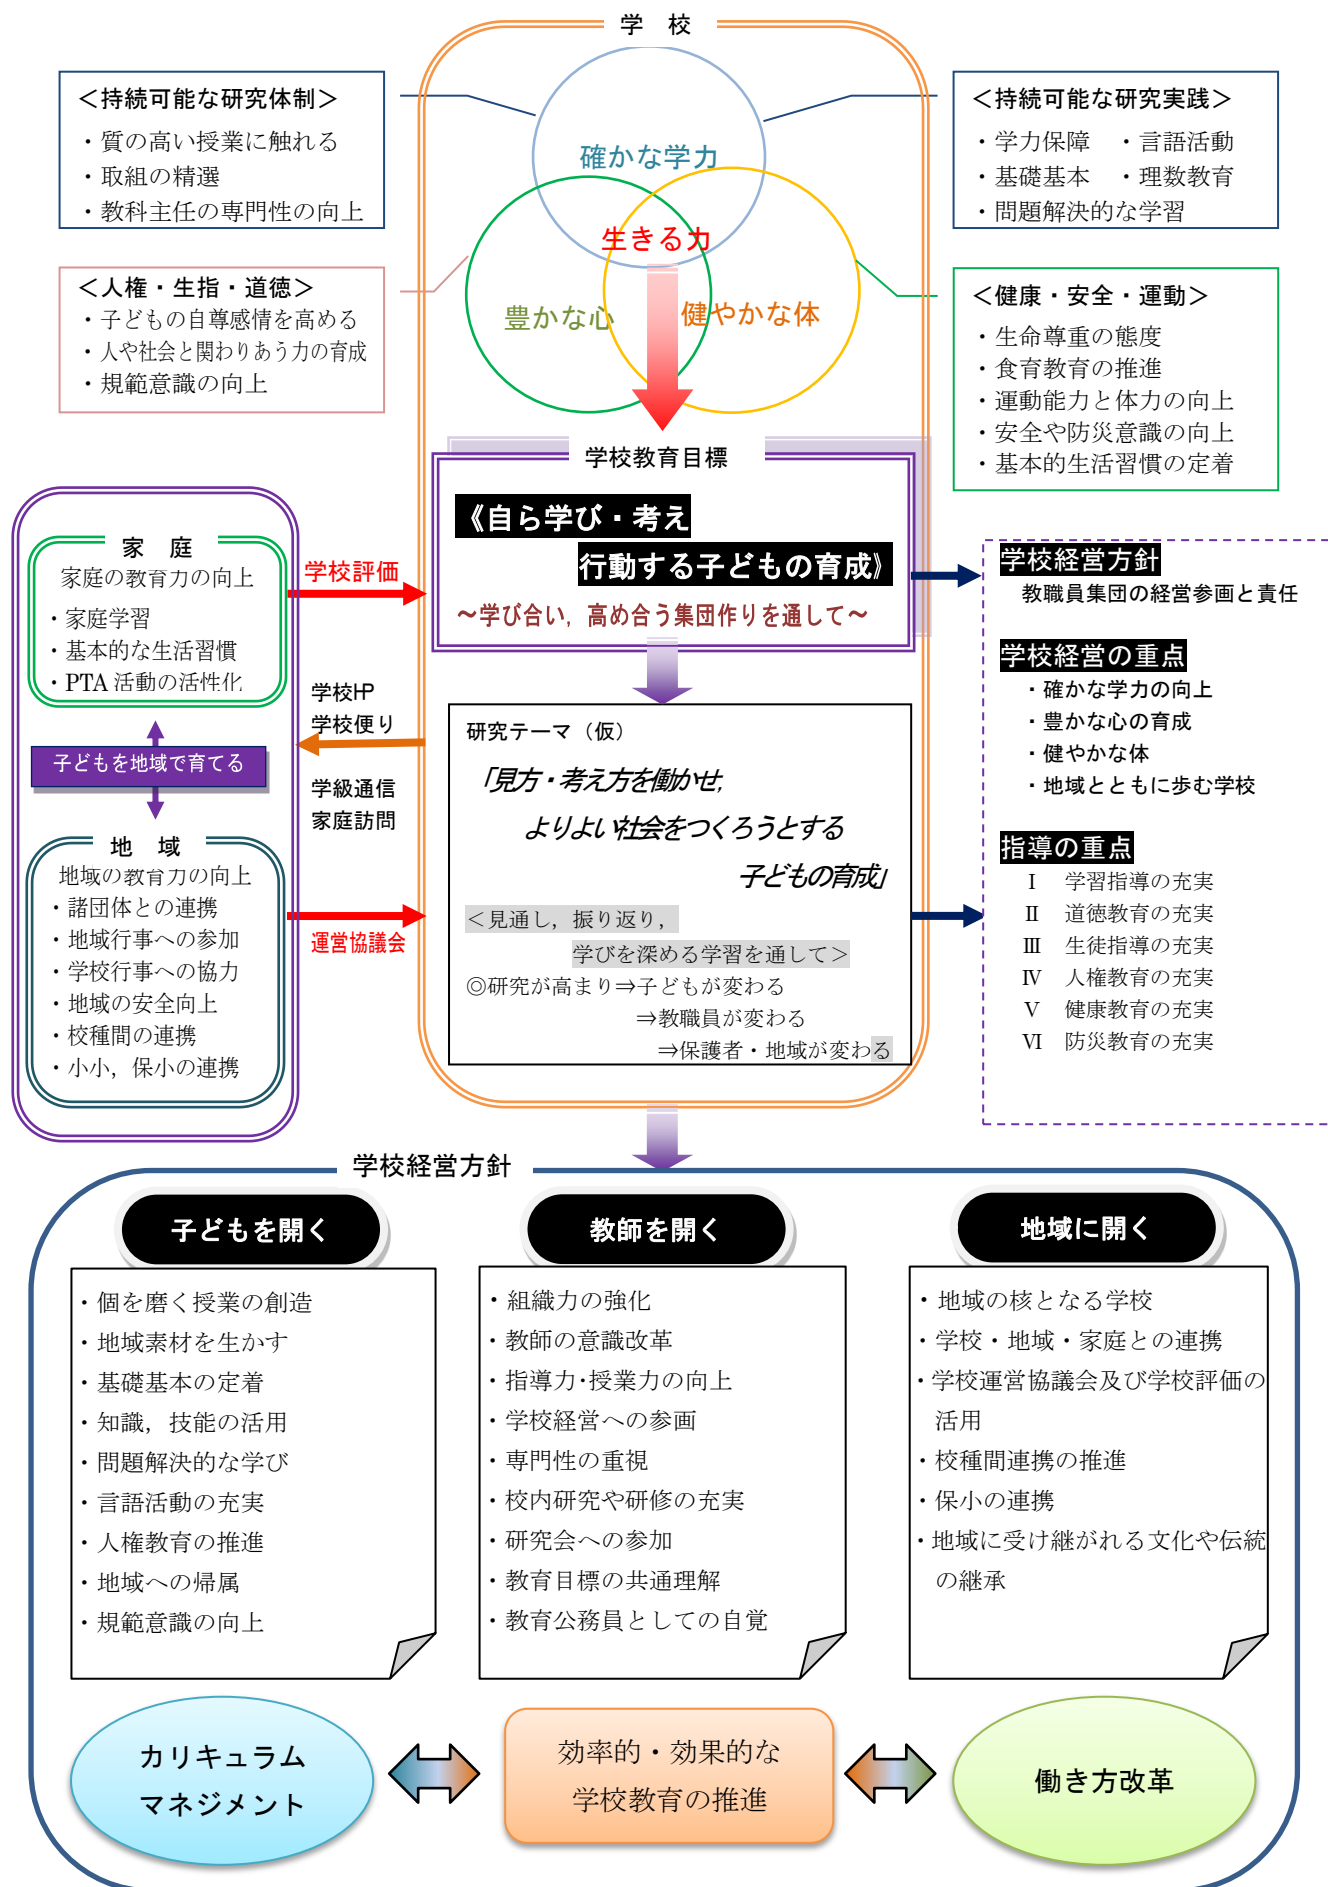 学　校
＜持続可能な研究体制＞
・質の高い授業に触れる
・取組の精選
・教科主任の専門性の向上
＜持続可能な研究実践＞
・学力保障　・言語活動
・基礎基本　・理数教育
・問題解決的な学習
確かな学力
生きる力
豊かな心
健やかな体
＜人権・生指・道徳＞
・子どもの自尊感情を高める
・人や社会と関わりあう力の育成
・規範意識の向上
＜健康・安全・運動＞
・生命尊重の態度
・食育教育の推進
・運動能力と体力の向上
・安全や防災意識の向上
・基本的生活習慣の定着
学校教育目標
《自ら学び・考え
行動する子どもの育成》
～学び合い，高め合う集団作りを通して～
家　庭
家庭の教育力の向上
・家庭学習
・基本的な生活習慣
・PTA 活動の活性化
子どもを地域で育てる
地　域
地域の教育力の向上
・諸団体との連携
・地域行事への参加
・学校行事への協力
・地域の安全向上
・校種間の連携
・小小，保小の連携
学校評価
学校HP
学校便り
学級通信
家庭訪問
運営協議会
研究テーマ（仮）
「見方・考え方を働かせ，
よりよい社会をつくろうとする
子どもの育成」
＜見通し，振り返り，
学びを深める学習を通して＞
◎研究が高まり⇒子どもが変わる
⇒教職員が変わる
⇒保護者・地域が変わる
学校経営方針
教職員集団の経営参画と責任
学校経営の重点
・確かな学力の向上
・豊かな心の育成
・健やかな体
・地域とともに歩む学校
指導の重点
Ⅰ　学習指導の充実
Ⅱ　道徳教育の充実
Ⅲ　生徒指導の充実
Ⅳ　人権教育の充実
Ⅴ　健康教育の充実
Ⅵ　防災教育の充実
学校経営方針
子どもを開く
・個を磨く授業の創造
・地域素材を生かす
・基礎基本の定着
・知識，技能の活用
・問題解決的な学び
・言語活動の充実
・人権教育の推進
・地域への帰属
・規範意識の向上
教師を開く
・組織力の強化
・教師の意識改革
・指導力･授業力の向上
・学校経営への参画
・専門性の重視
・校内研究や研修の充実
・研究会への参加
・教育目標の共通理解
・教育公務員としての自覚
地域に開く
・地域の核となる学校
・学校・地域・家庭との連携
・学校運営協議会及び学校評価の
活用
・校種間連携の推進
・保小の連携
・地域に受け継がれる文化や伝統
の継承
カリキュラム
マネジメント
効率的・効果的な
学校教育の推進
働き方改革